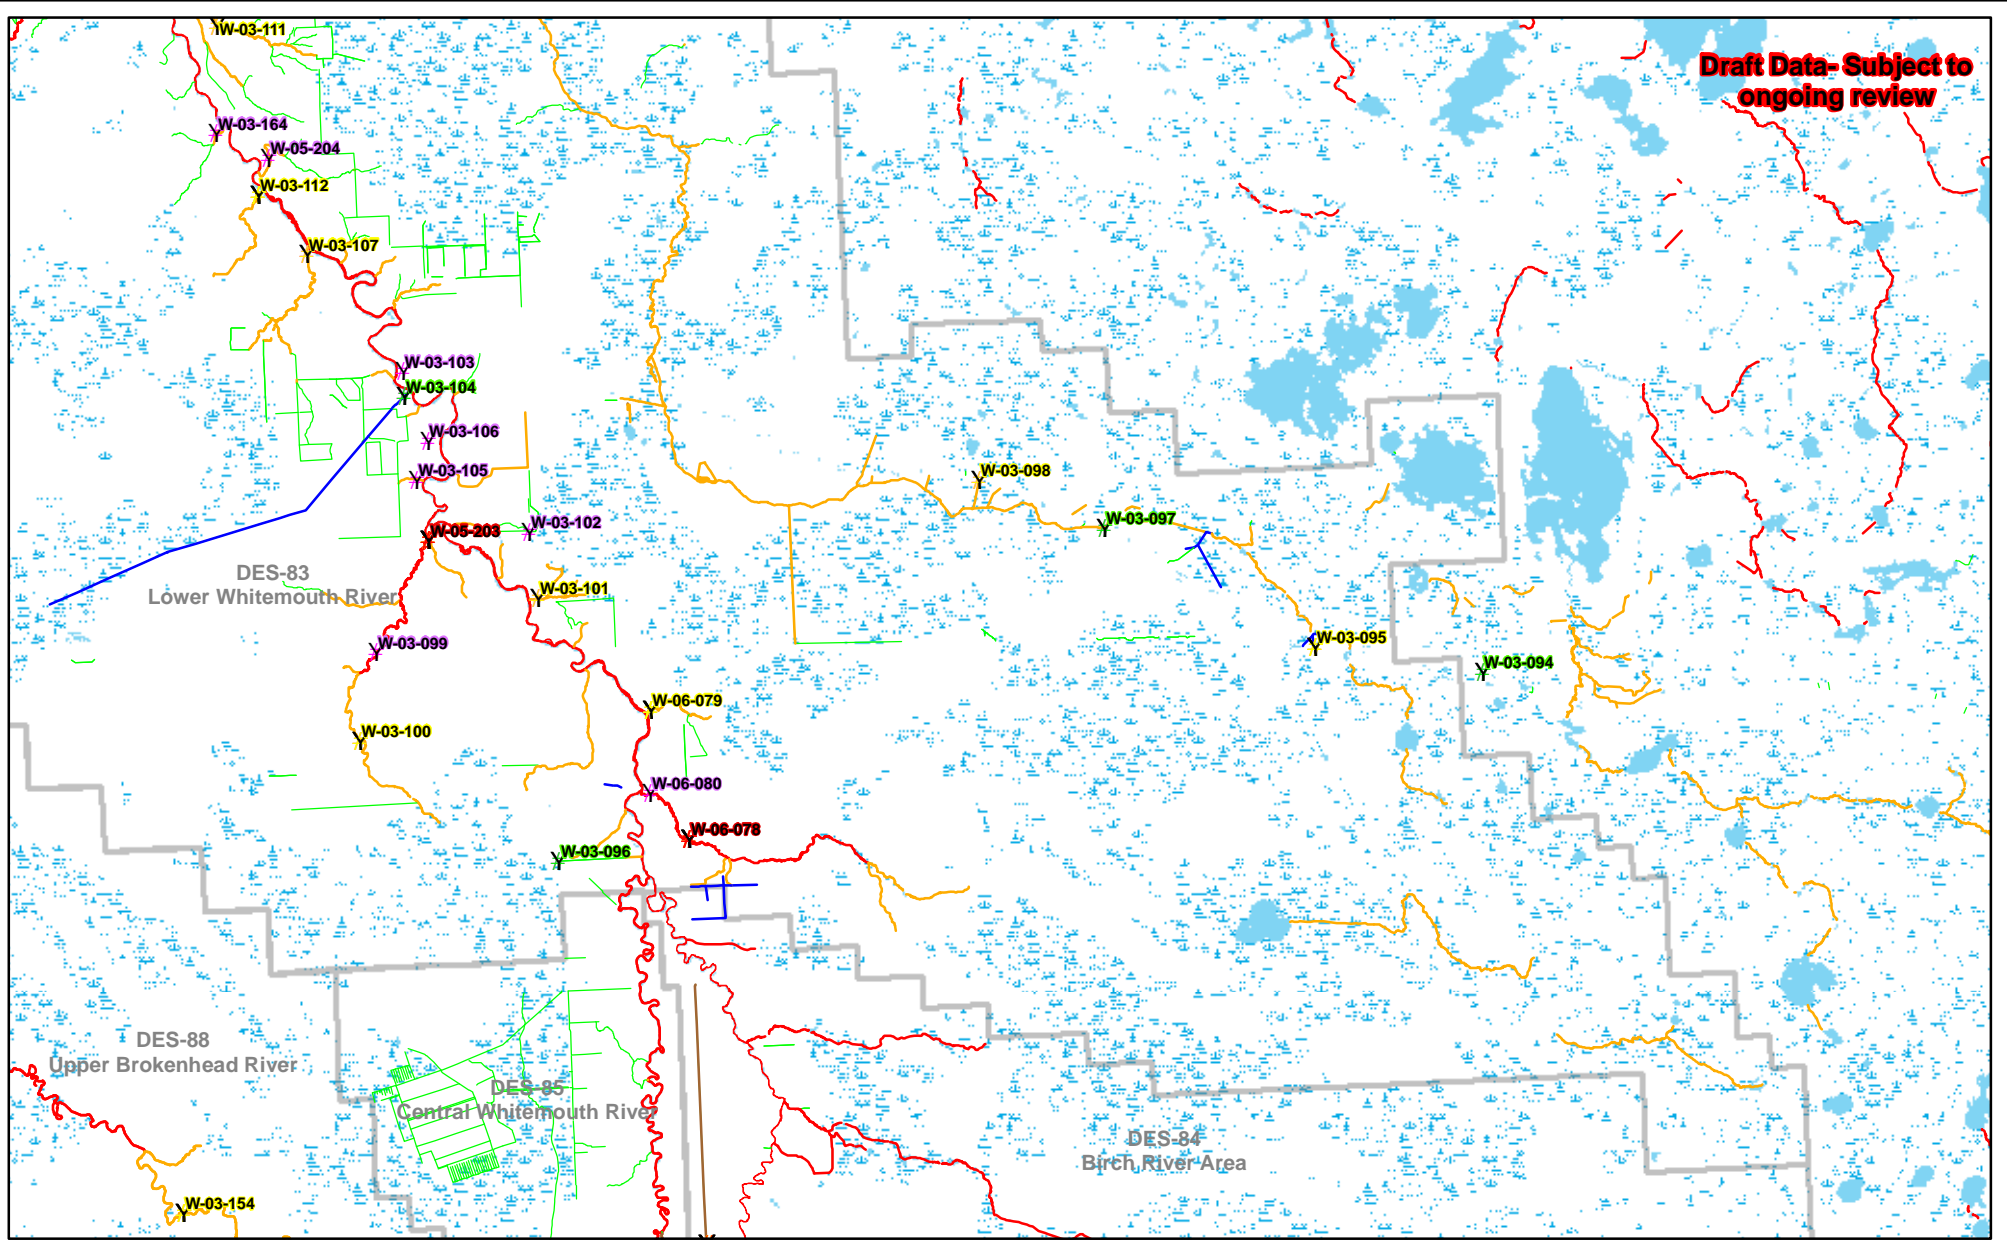 W-03-111
Draft Data- Subject to
ongoing review
W-03-164
W-05-204
W-03-112
W-03-107
W-03-103
W-03-104
W-03-106
W-03-105
W-03-098
W-05-203
W-03-102
W-03-097
DES-83
Lower Whitemouth River
W-03-101
W-03-099
W-03-095
W-03-094
W-06-079
W-03-100
W-06-080
W-06-078
W-03-096
DES-88
Upper Brokenhead River
DES-85
Central Whitemouth River
DES-84
Birch River Area
W-03-154